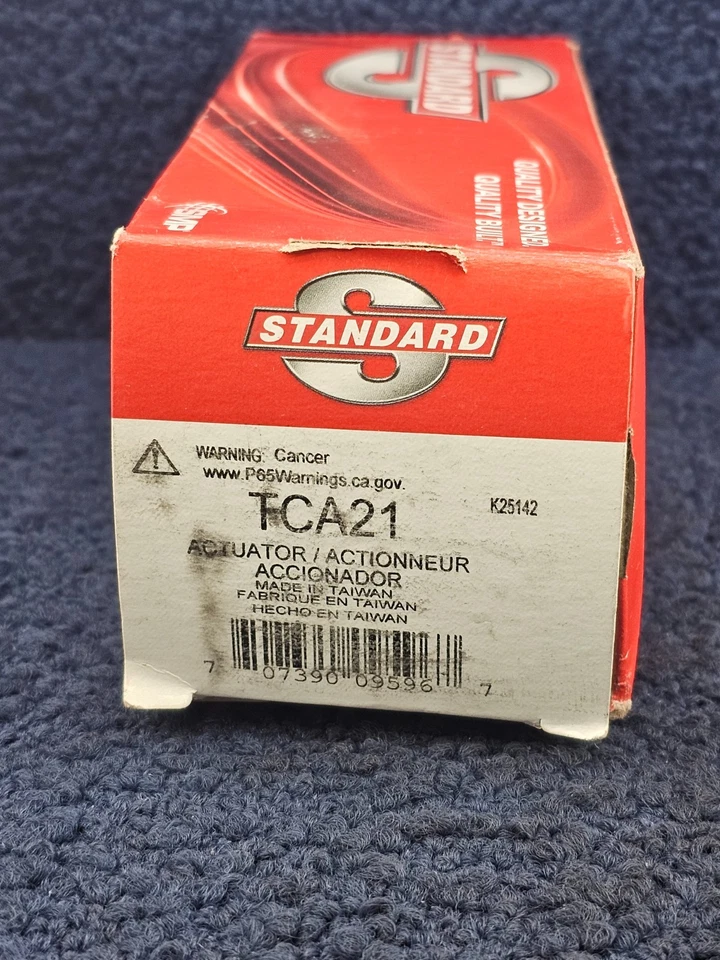 STANDARD
QUALITY DESIGNED
QUALITY BUILT
SMP
STANDARD
WARNING: Cancer
www.P65Warnings.ca.gov.
TCA21
K25142
ACTUATOR / ACTIONNEUR
ACCIONADOR
MADE IN TAIWAN
FABRIQUE EN TAIWAN
HECHO EN TAIWAN
7 07390 09596 7